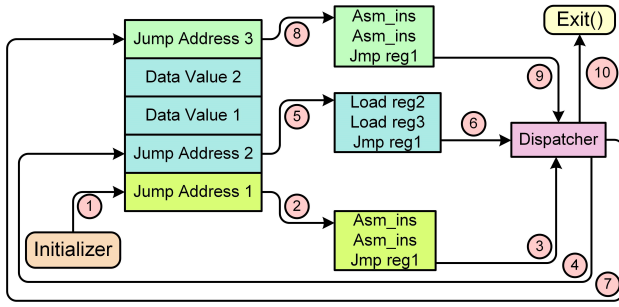 Jump Address 3
Data Value 2
Data Value 1
Jump Address 2
Jump Address 1
Initializer
1
8
5
2
Asm_ins
Asm_ins
Jmp reg1
Load reg2
Load reg3
Jmp reg1
Asm_ins
Asm_ins
Jmp reg1
9
6
3
Exit()
10
Dispatcher
4
7